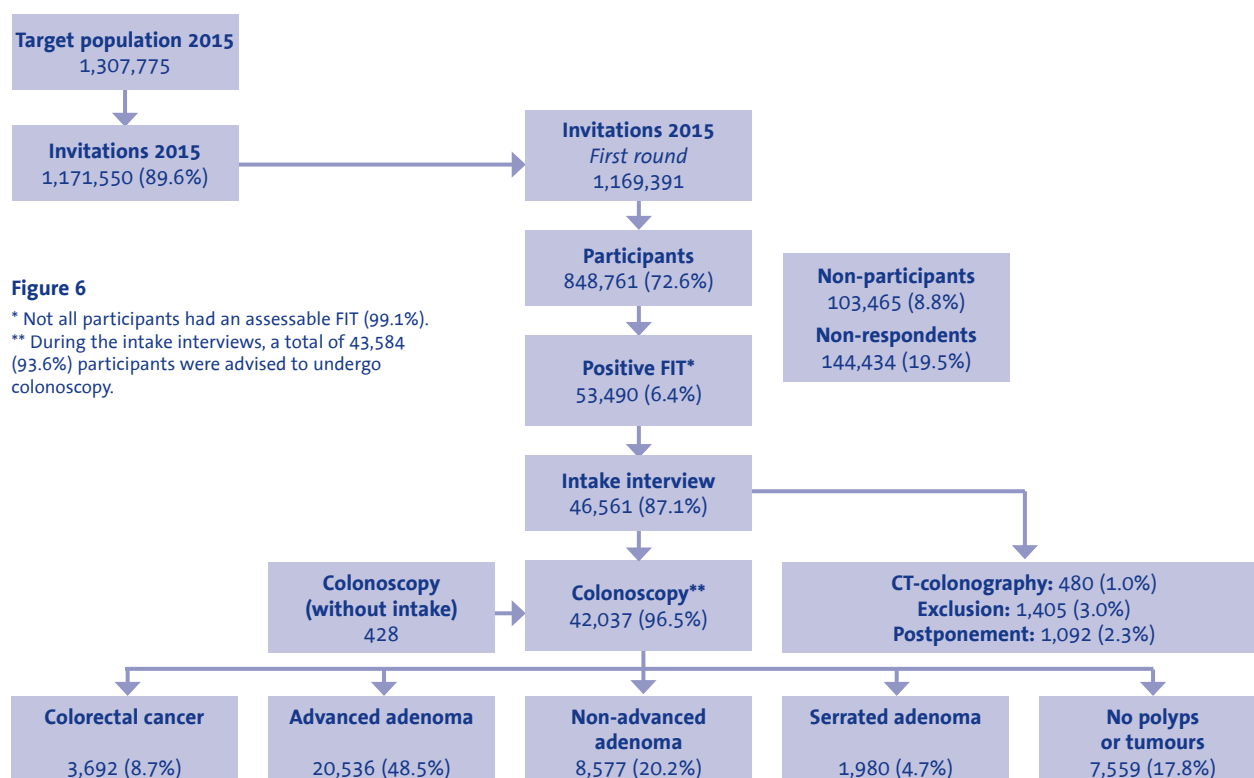 Target population 2015
1,307,775
Invitations 2015
1,171,550 (89.6%)
Invitations 2015
First round
1,169,391
Participants
848,761 (72.6%)
Non-participants
103,465 (8.8%)
Non-respondents
144,434 (19.5%)
Figure 6
* Not all participants had an assessable FIT (99.1%).
** During the intake interviews, a total of 43,584
(93.6%) participants were advised to undergo
colonoscopy.
Positive FIT*
53,490 (6.4%)
Intake interview
46,561 (87.1%)
Colonoscopy
(without intake)
428
Colonoscopy**
42,037 (96.5%)
CT-colonography: 480 (1.0%)
Exclusion: 1,405 (3.0%)
Postponement: 1,092 (2.3%)
Colorectal cancer
3,692 (8.7%)
Advanced adenoma
20,536 (48.5%)
Non-advanced
adenoma
8,577 (20.2%)
Serrated adenoma
1,980 (4.7%)
No polyps
or tumours
7,559 (17.8%)